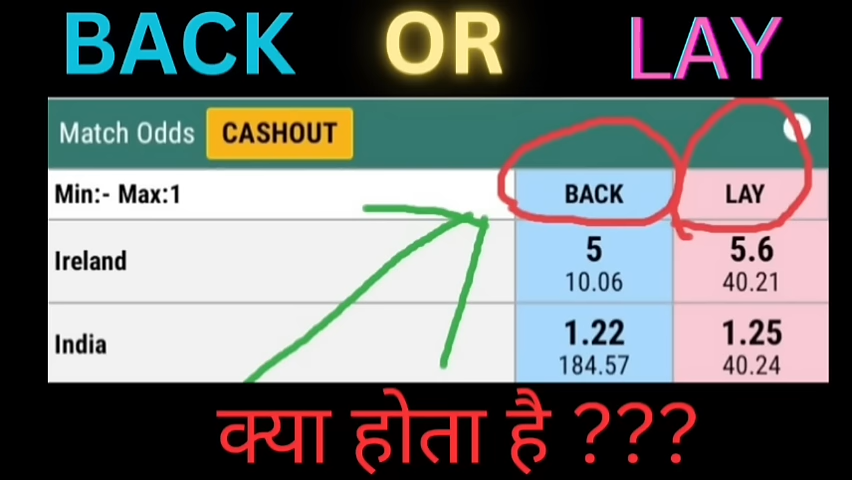 BACK OR LAY
Match Odds CASHOUT
Min:- Max:1 BACK LAY
Ireland 5 5.6
10.06 40.21
India 1.22 1.25
184.57 40.24
क्या होता है ???